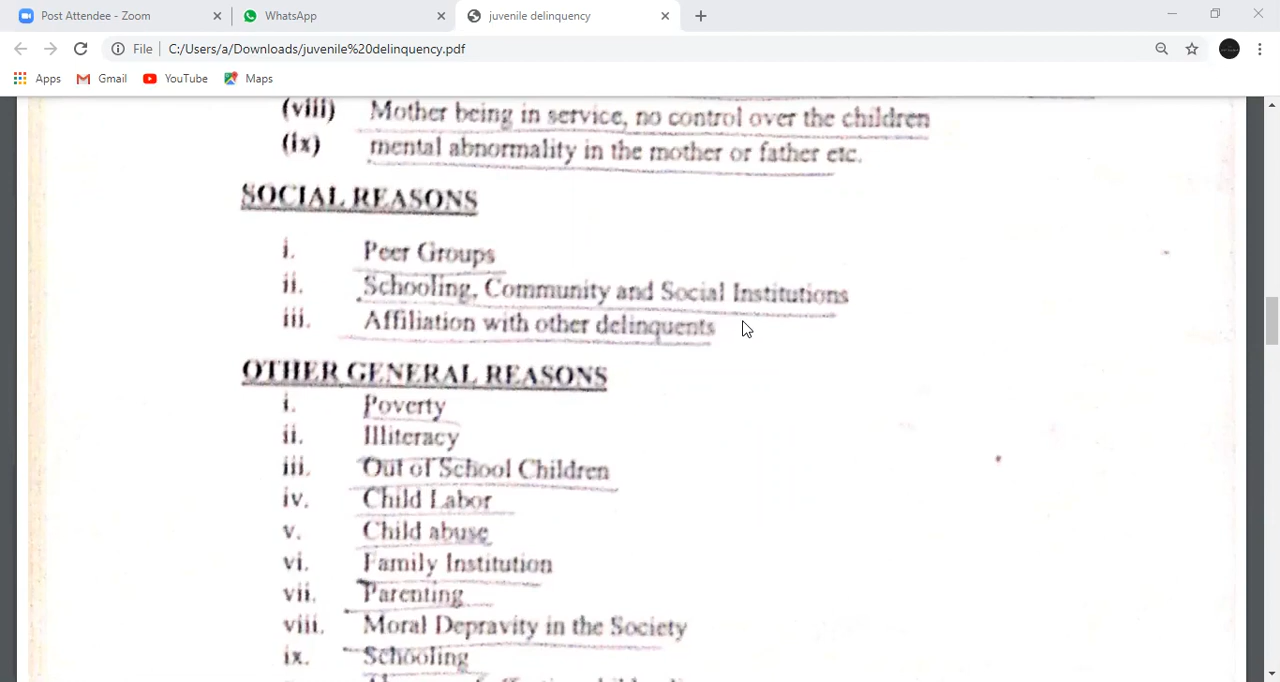 Post Attendee - Zoom
WhatsApp
juvenile delinquency
File
C:/Users/a/Downloads/juvenile%20delinquency.pdf
Apps
Gmail
YouTube
Maps
(viii) Mother being in service, no control over the children
(ix) mental abnormality in the mother or father etc.
SOCIAL REASONS
i. Peer Groups
ii. Schooling, Community and Social Institutions
iii. Affiliation with other delinquents
OTHER GENERAL REASONS
i. Poverty
ii. Illiteracy
iii. Out of School Children
iv. Child Labor
v. Child abuse
vi. Family Institution
vii. Parenting
viii. Moral Depravity in the Society
ix. Schooling